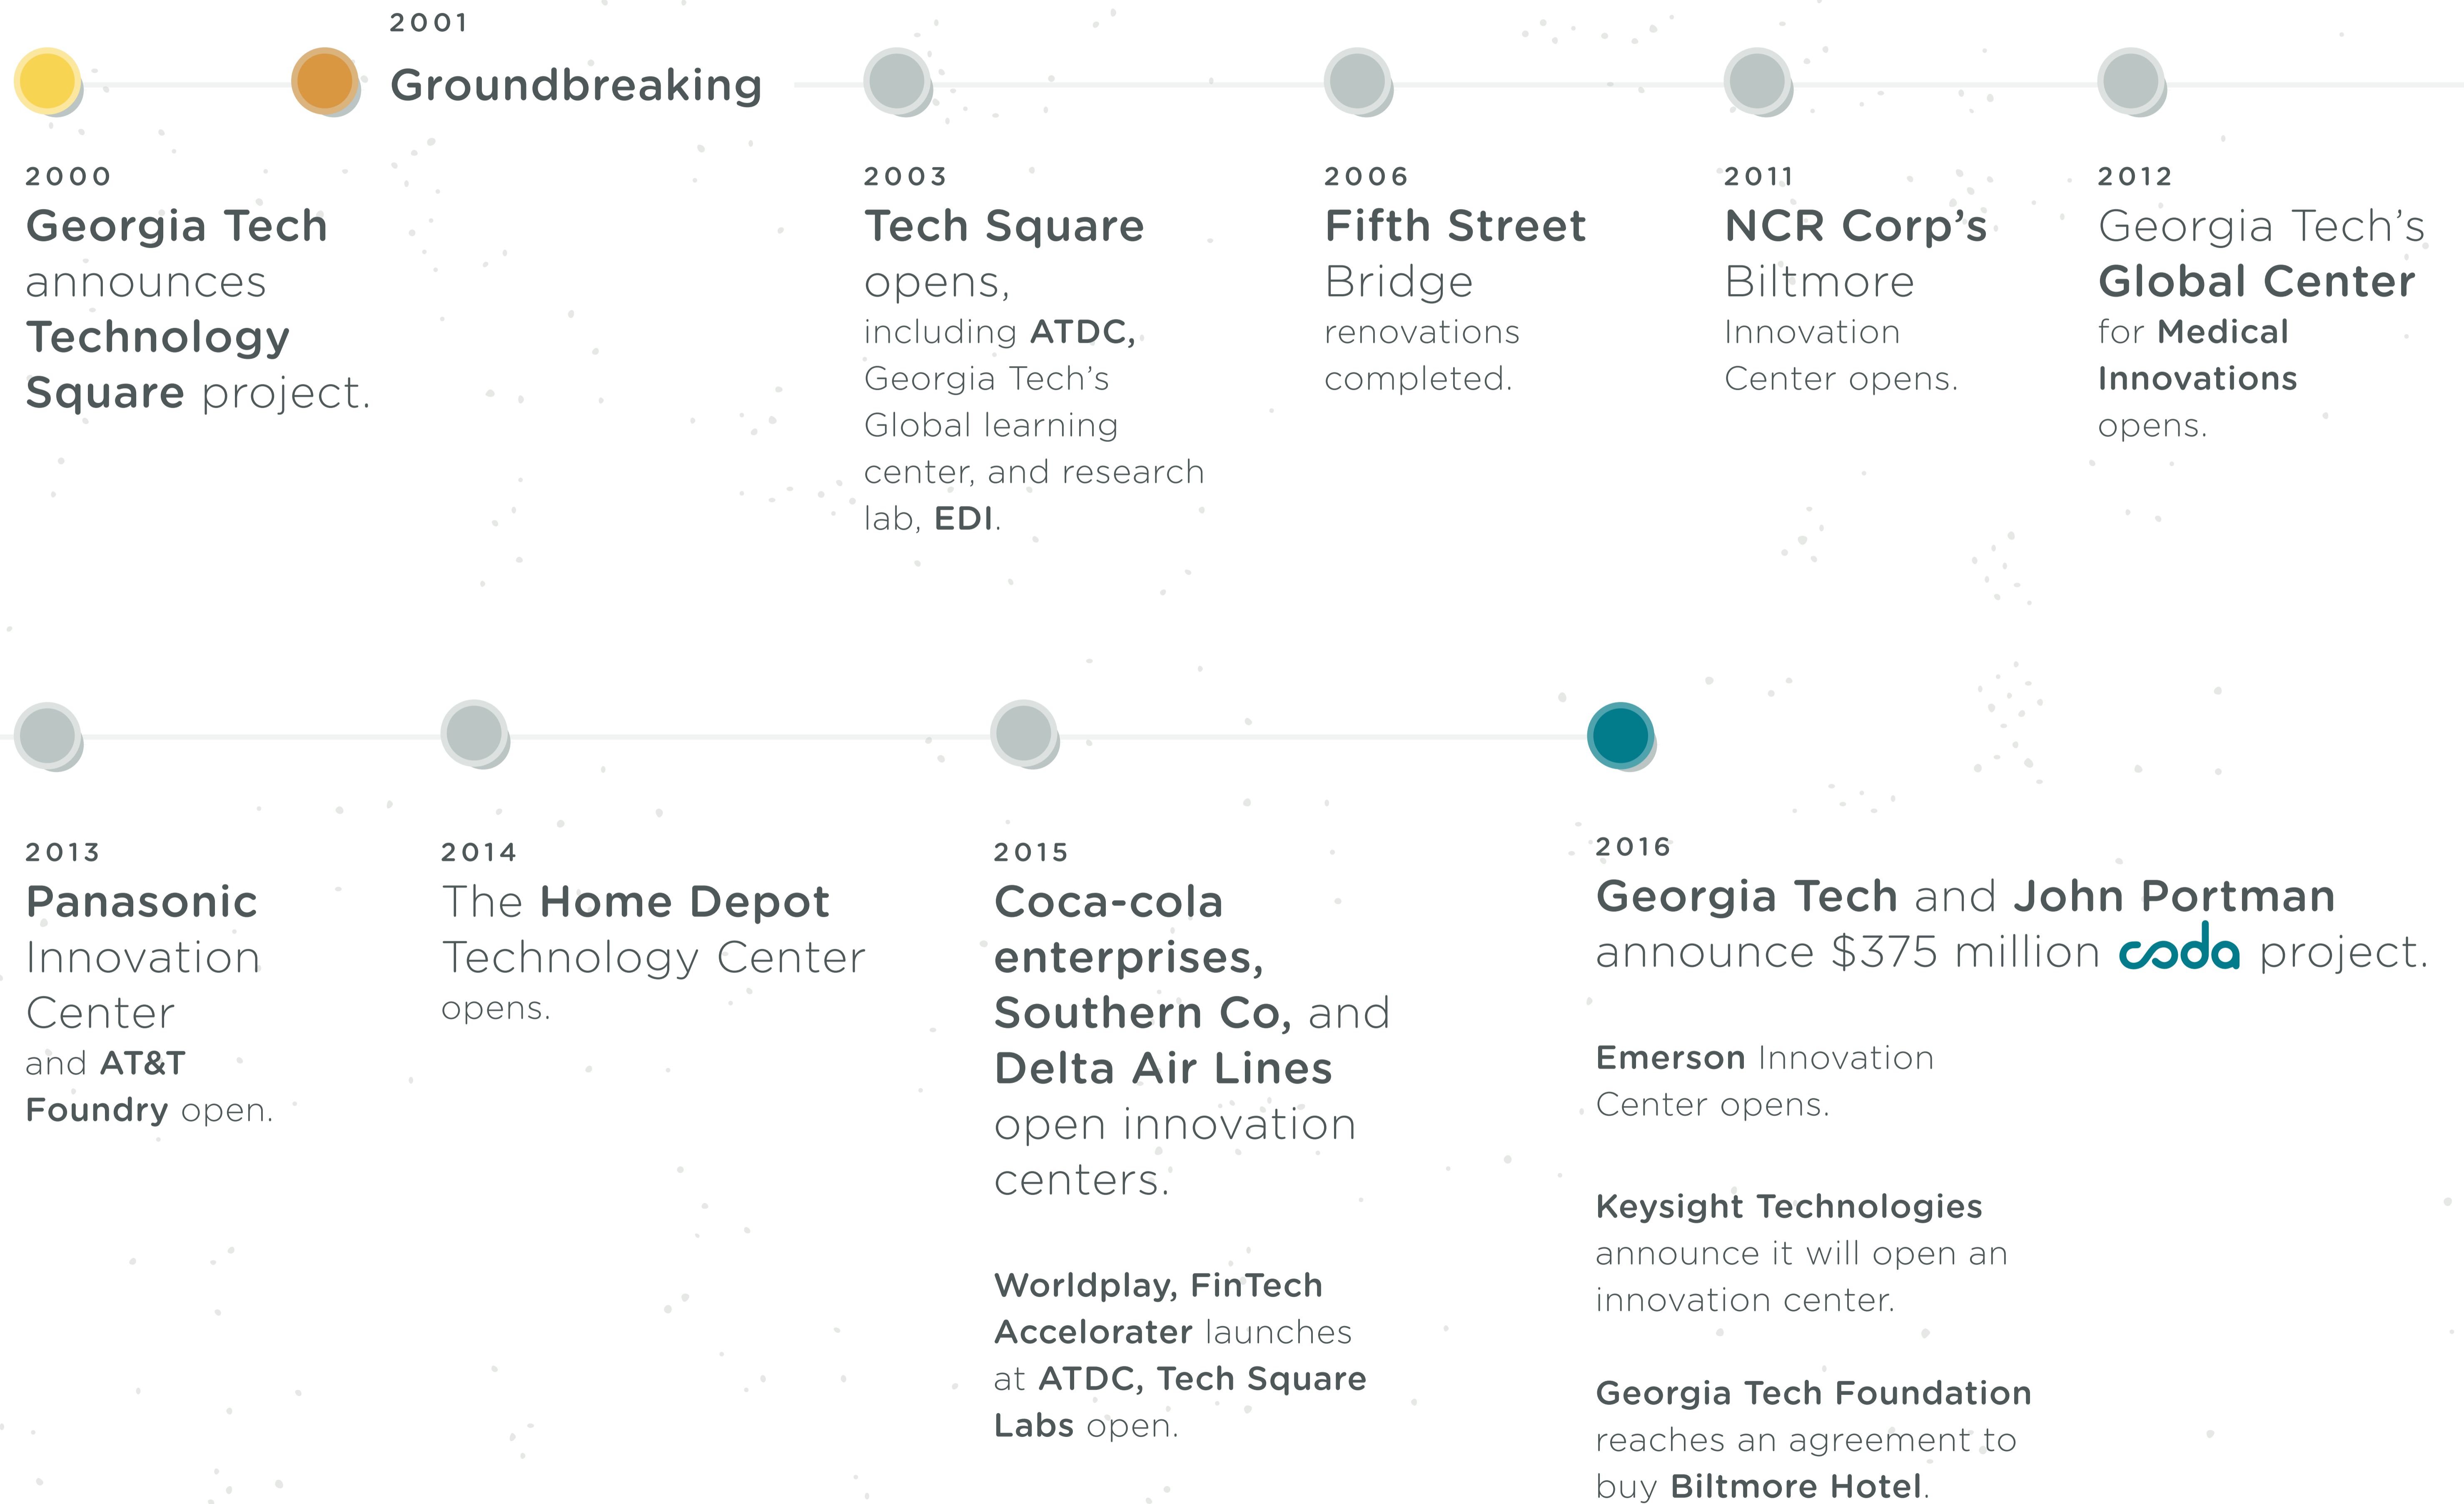 2001
Groundbreaking
2000
Georgia Tech
announces
Technology
Square project.
2003
Tech Square
opens,
including ATDC,
Georgia Tech's
Global learning
center, and research
lab, EDI.
2006
Fifth Street
Bridge
renovations
completed.
2011
NCR Corp's
Biltmore
Innovation
Center opens.
2012
Georgia Tech's
Global Center
for Medical
Innovations
opens.
2013
Panasonic
Innovation
Center
and AT&T
Foundry open.
2014
The Home Depot
Technology Center
opens.
2015
Coca-cola
enterprises,
Southern Co, and
Delta Air Lines
open innovation
centers.
Worldplay, FinTech
Accelorater launches
at ATDC, Tech Square
Labs open.
2016
Georgia Tech and John Portman
announce $375 million coda project.
Emerson Innovation
Center opens.
Keysight Technologies
announce it will open an
innovation center.
Georgia Tech Foundation
reaches an agreement to
buy Biltmore Hotel.